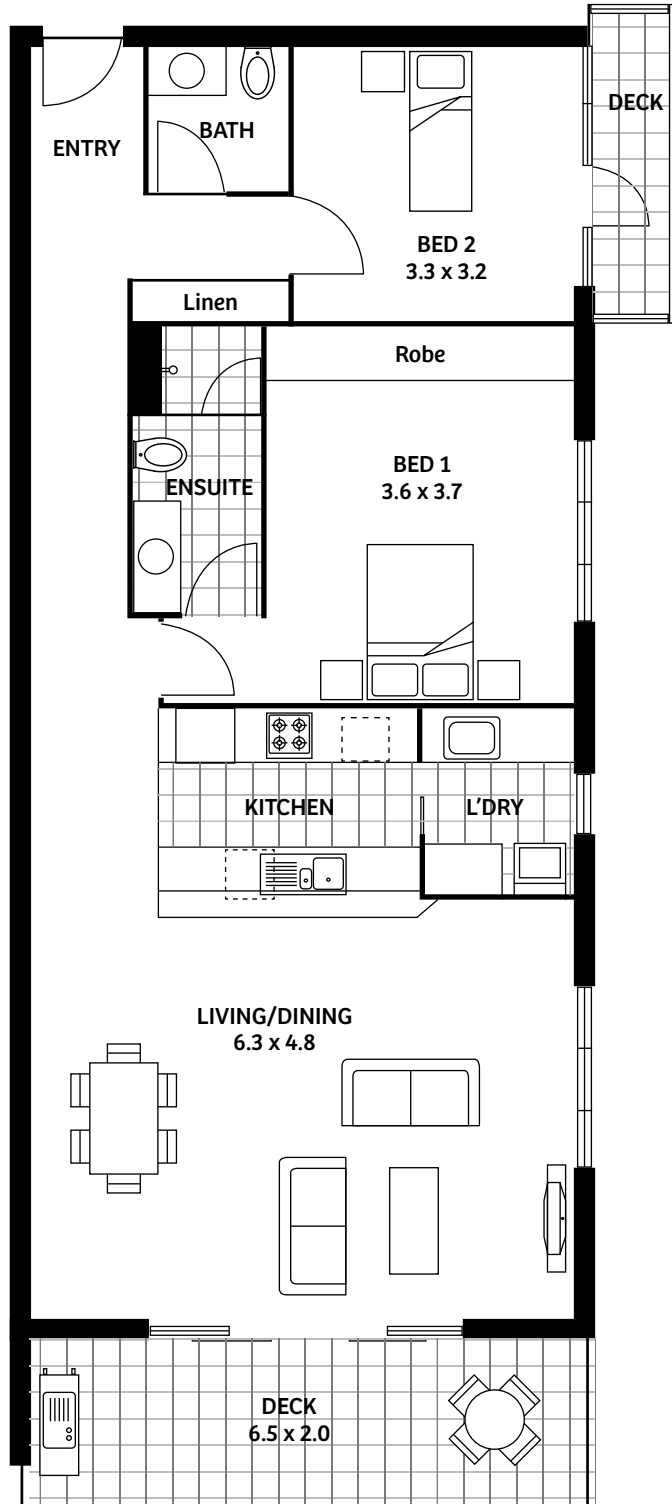 DECK
BATH
ENTRY
BED 2
3.3 x 3.2
Linen
Robe
BED 1
3.6 x 3.7
ENSUITE
KITCHEN
L'DRY
LIVING/DINING
6.3 x 4.8
DECK
6.5 x 2.0